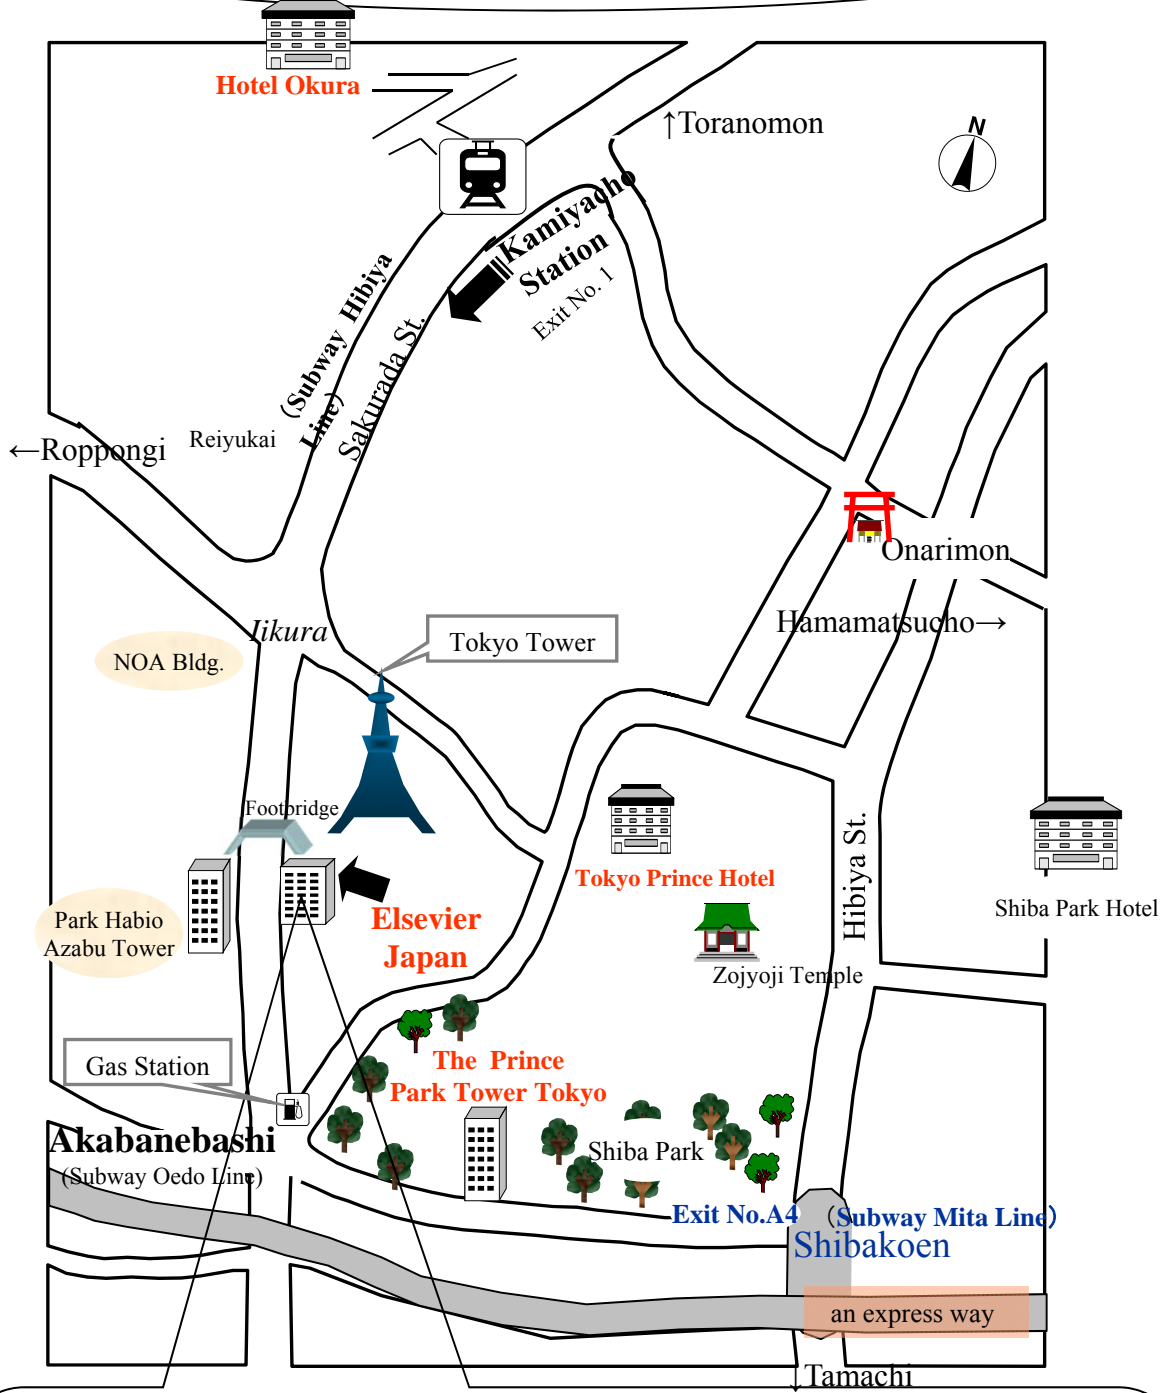 Hotel Okura
↑Toranomon
N
Kamiyacho
Station
Exit No. 1
(Subway Hibiya
Line)
Sakurada St.
←Roppongi
Reiyukai
Onarimon
Hamamatsucho→
Iikura
Tokyo Tower
NOA Bldg.
Footbridge
Hibiya St.
Tokyo Prince Hotel
Shiba Park Hotel
Park Habio
Azabu Tower
Elsevier
Japan
Zojyoji Temple
Gas Station
The Prince
Park Tower Tokyo
Akabanebashi
(Subway Oedo Line)
Shiba Park
Exit No.A4
(Subway Mita Line)
Shibakoen
an express way
↓Tamachi